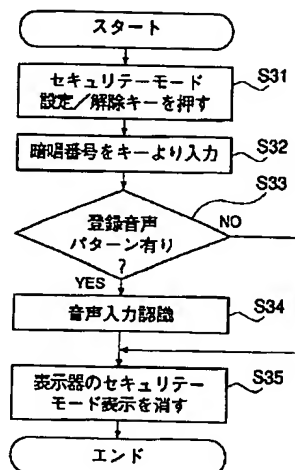 スタート
セキュリテーモード
設定/解除キーを押す
S31
暗唱番号をキーより入力
S32
登録音声
パターン有り
?
S33
NO
YES
音声入力認識
S34
表示器のセキュリテー
モード表示を消す
S35
エンド